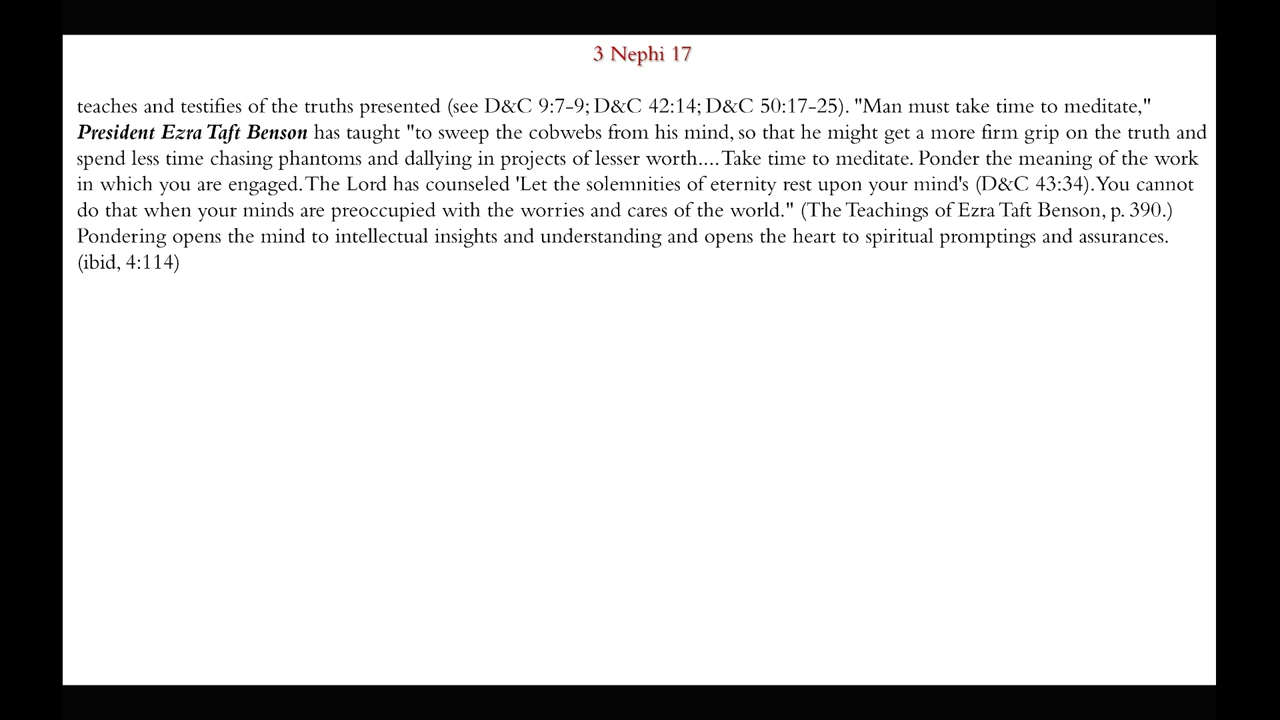 3 Nephi 17
teaches and testifies of the truths presented (see D&C 9:7-9; D&C 42:14; D&C 50:17-25). "Man must take time to meditate,"
President Ezra Taft Benson has taught "to sweep the cobwebs from his mind, so that he might get a more firm grip on the truth and
spend less time chasing phantoms and dallying in projects of lesser worth.... Take time to meditate. Ponder the meaning of the work
in which you are engaged. The Lord has counseled 'Let the solemnities of eternity rest upon your mind's (D&C 43:34). You cannot
do that when your minds are preoccupied with the worries and cares of the world." (The Teachings of Ezra Taft Benson, p. 390.)
Pondering opens the mind to intellectual insights and understanding and opens the heart to spiritual promptings and assurances.
(ibid, 4:114)